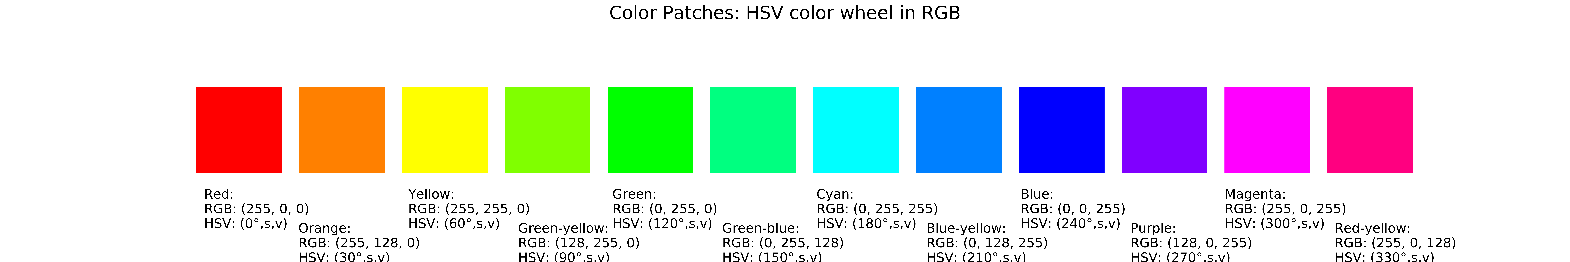 Color Patches: HSV color wheel in RGB
Red:
RGB: (255, 0, 0)
HSV: (0°,s,v)
Orange:
RGB: (255, 128, 0)
HSV: (30°,s,v)
Yellow:
RGB: (255, 255, 0)
HSV: (60°,s,v)
Green-yellow:
RGB: (128, 255, 0)
HSV: (90°,s,v)
Green:
RGB: (0, 255, 0)
HSV: (120°,s,v)
Green-blue:
RGB: (0, 255, 128)
HSV: (150°,s,v)
Cyan:
RGB: (0, 255, 255)
HSV: (180°,s,v)
Blue-yellow:
RGB: (0, 128, 255)
HSV: (210°,s,v)
Blue:
RGB: (0, 0, 255)
HSV: (240°,s,v)
Purple:
RGB: (128, 0, 255)
HSV: (270°,s,v)
Magenta:
RGB: (255, 0, 255)
HSV: (300°,s,v)
Red-yellow:
RGB: (255, 0, 128)
HSV: (330°,s,v)